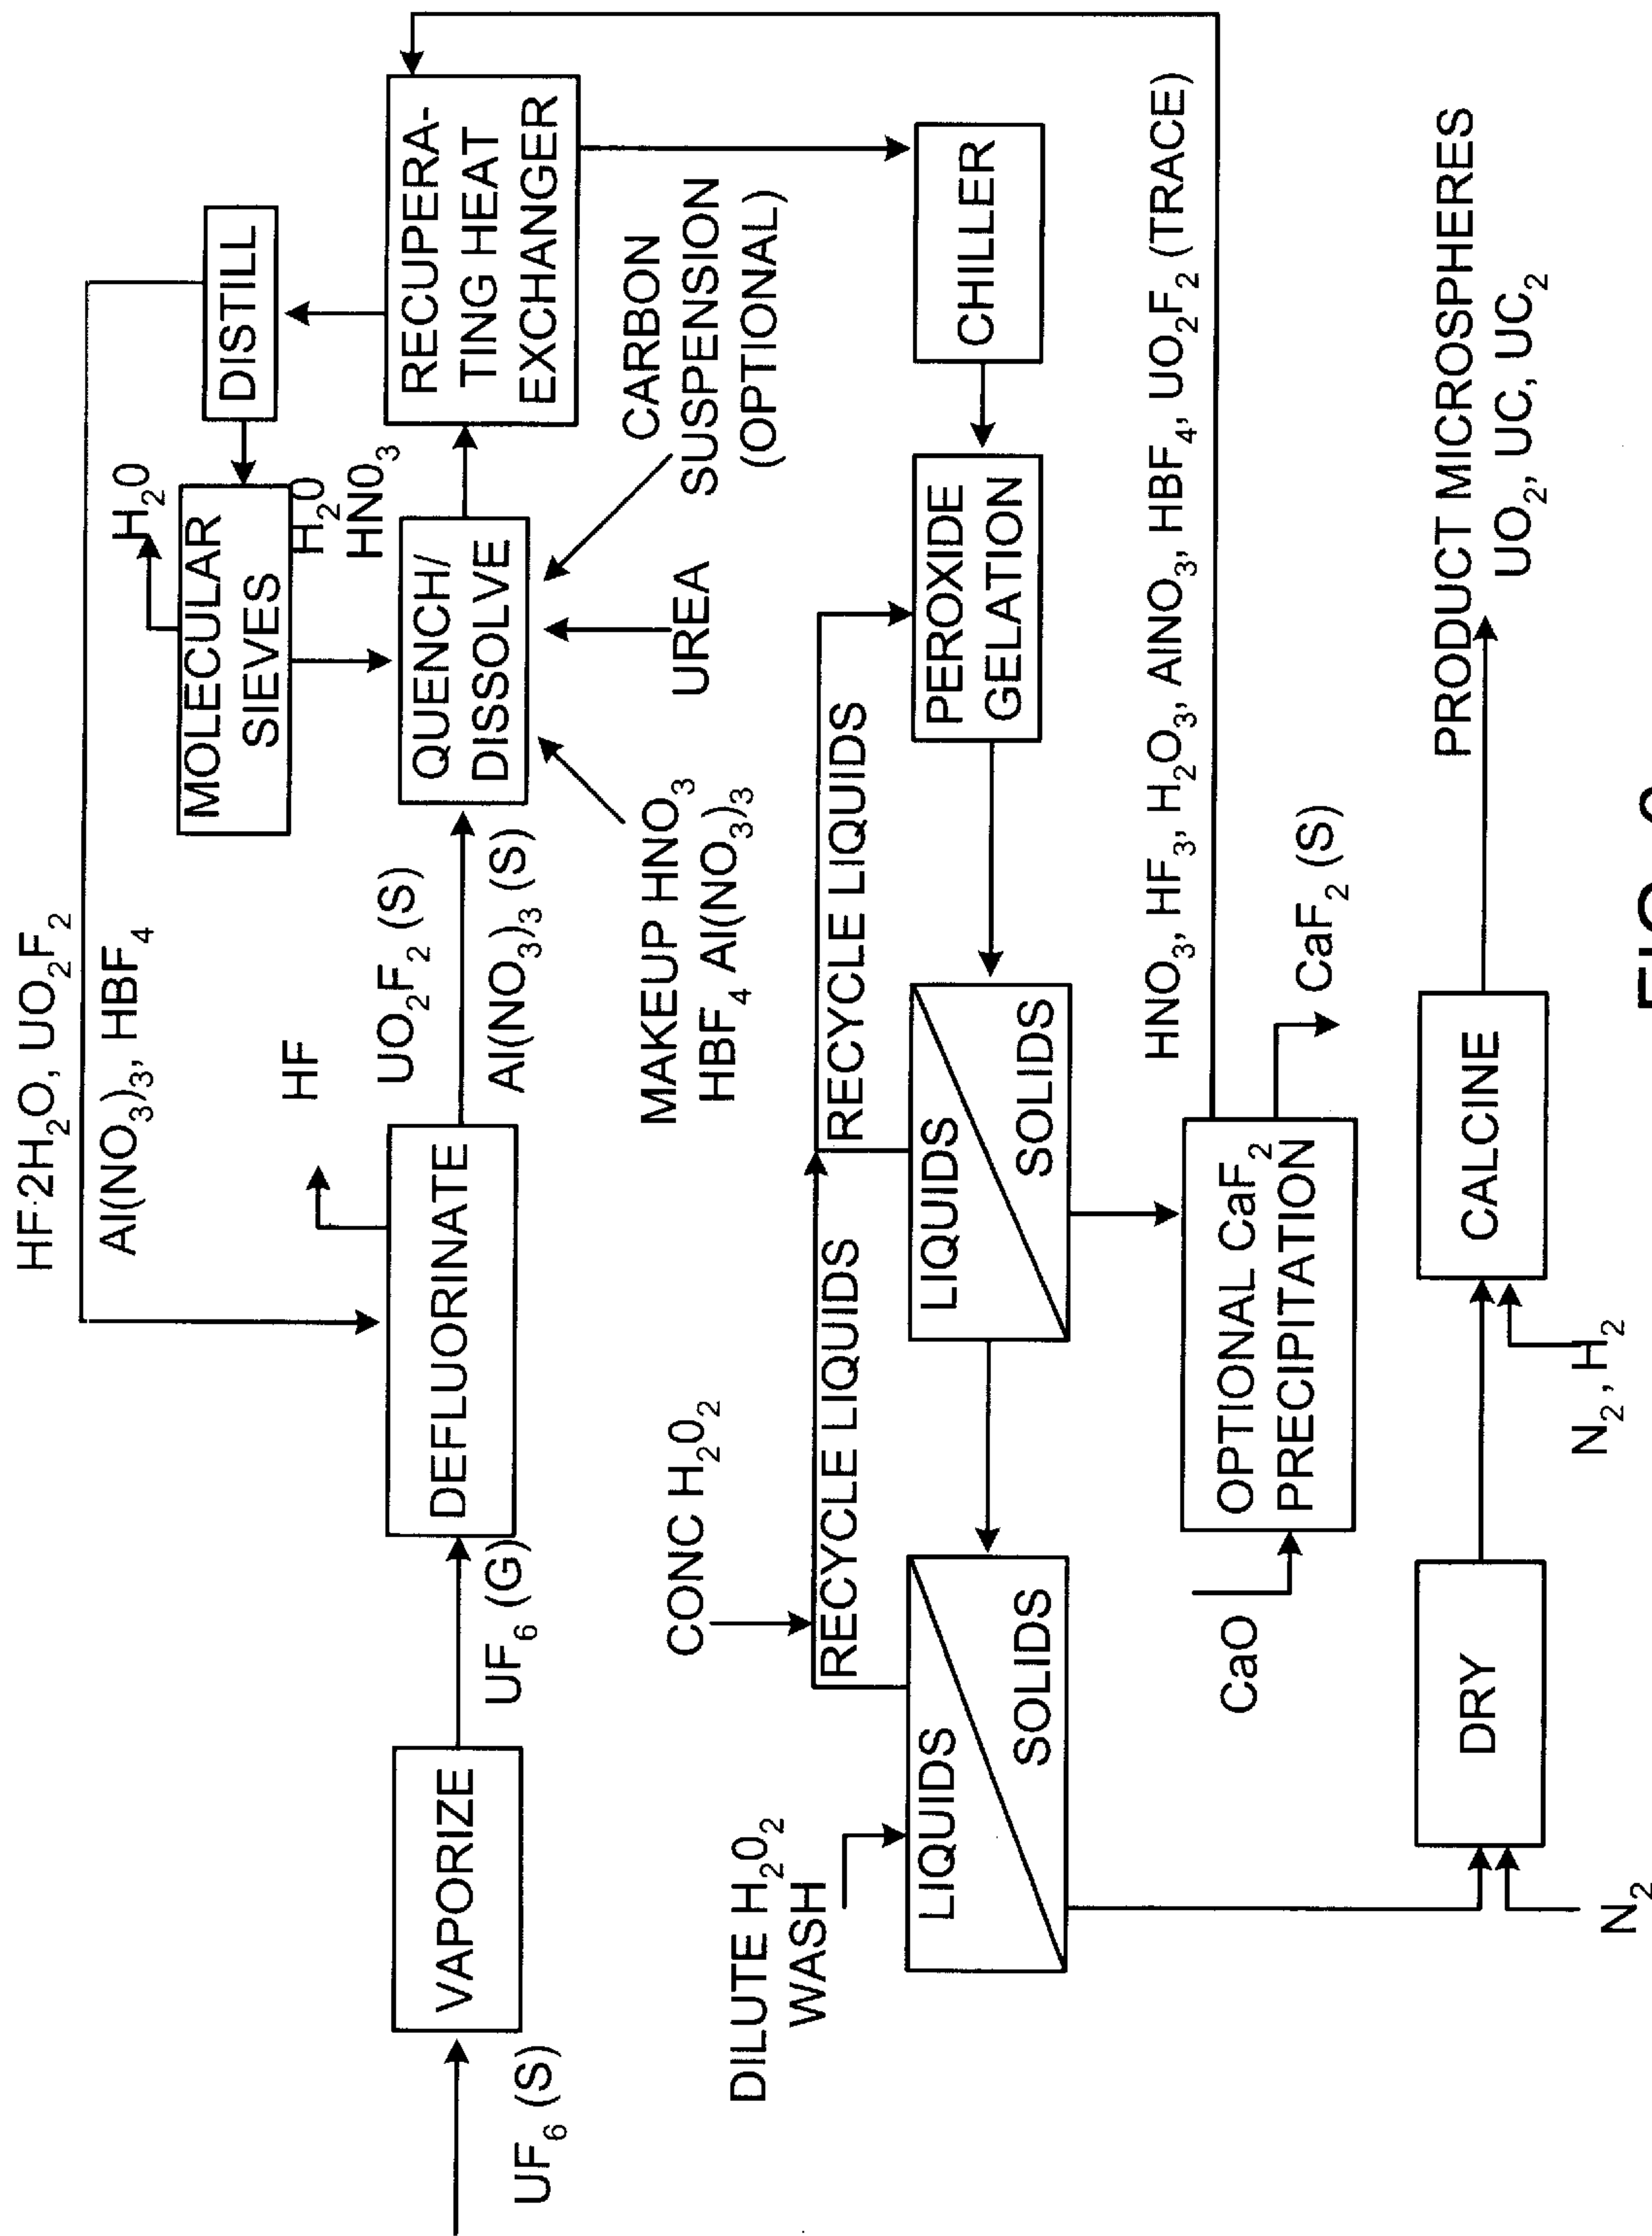 HF·2H₂O, UO₂F₂
Al(NO₃)₃, HBF₄
DISTILL
MOLECULAR
SIEVES
H₂O
H₂O
HNO₃
UF₆ (S)
VAPORIZE
UF₆ (G)
DEFLUORINATE
HF
UO₂F₂ (S)
Al(NO₃)₃ (S)
QUENCH/
DISSOLVE
RECUPERA-
TING HEAT
EXCHANGER
MAKEUP HNO₃
HBF₄ Al(NO₃)₃
UREA
CARBON
SUSPENSION
(OPTIONAL)
DILUTE H₂O₂
WASH
CONC H₂O₂
RECYCLE LIQUIDS
RECYCLE LIQUIDS
LIQUIDS
SOLIDS
LIQUIDS
SOLIDS
PEROXIDE
GELATION
CHILLER
HNO₃, HF₃, H₂O₃, AlNO₃, HBF₄, UO₂F₂ (TRACE)
CaO
OPTIONAL CaF₂
PRECIPITATION
CaF₂ (S)
N₂
DRY
N₂, H₂
CALCINE
PRODUCT MICROSPHERES
UO₂, UC, UC₂